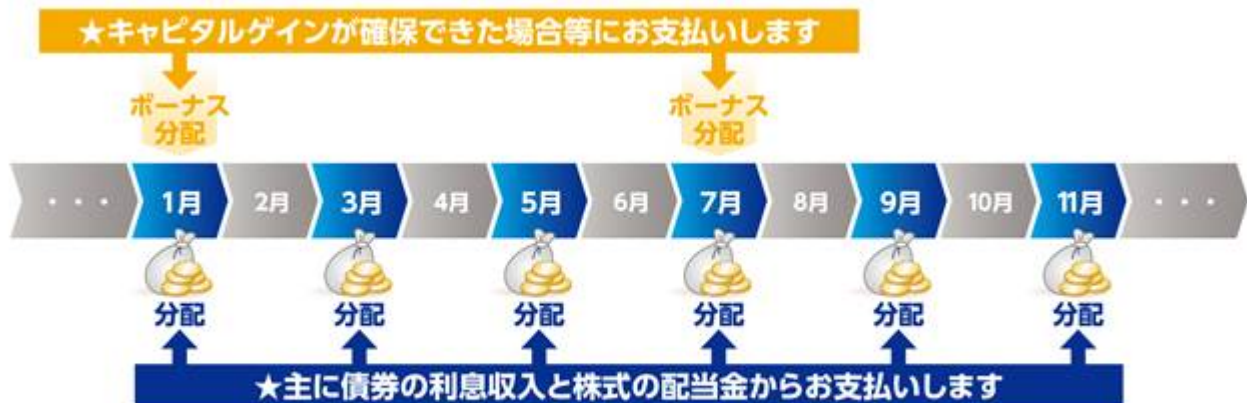 ★キャピタルゲインが確保できた場合等にお支払いします
ボーナス
分配
ボーナス
分配
・・・ 1月 2月 3月 4月 5月 6月 7月 8月 9月 10月 11月 ・・・
分配 分配 分配 分配 分配 分配
★主に債券の利息収入と株式の配当金からお支払いします